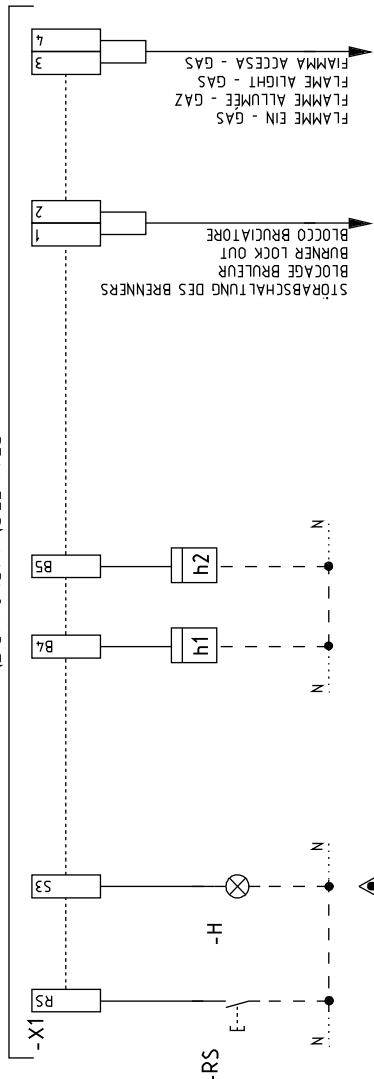 -X1
RS
S3
B4
B5
1
2
3
4
-RS
-H
h1
h2
STÖRABSCHALTUNG DES BRENNERS
BLOCAGE BRULEUR
BURNER LOCK OUT
BLOCCO BRUCIATORE
FLAMME EIN - GAS
FLAMME ALLUMÉE - GAZ
FLAME ALIGHT - GAS
FIAMMA ACCESA - GAS
N
N
N
N